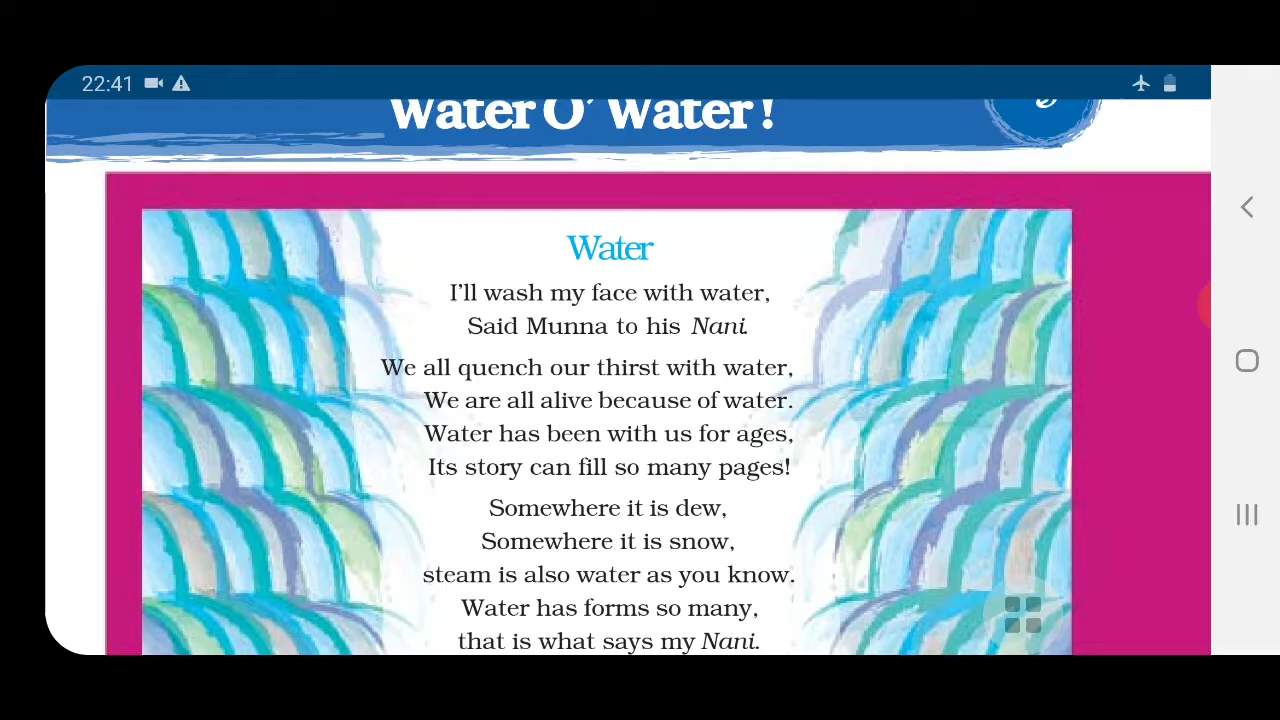 22:41
Water O' Water !
Water
I'll wash my face with water,
Said Munna to his Nani.
We all quench our thirst with water,
We are all alive because of water.
Water has been with us for ages,
Its story can fill so many pages!
Somewhere it is dew,
Somewhere it is snow,
steam is also water as you know.
Water has forms so many,
that is what says my Nani.